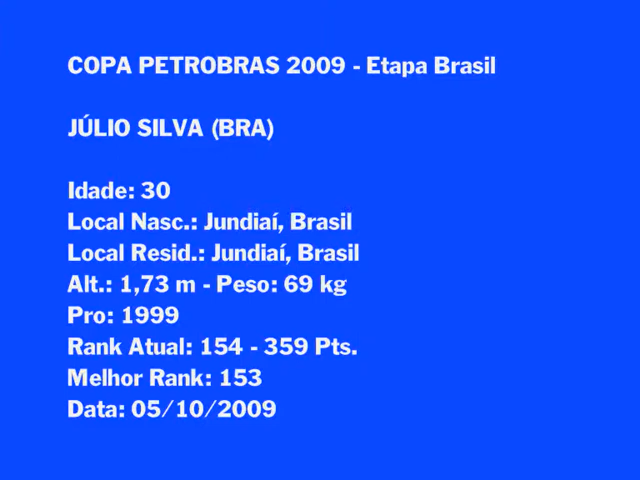 COPA PETROBRAS 2009 - Etapa Brasil
JÚLIO SILVA (BRA)
Idade: 30
Local Nasc.: Jundiaí, Brasil
Local Resid.: Jundiaí, Brasil
Alt.: 1,73 m - Peso: 69 kg
Pro: 1999
Rank Atual: 154 - 359 Pts.
Melhor Rank: 153
Data: 05/10/2009